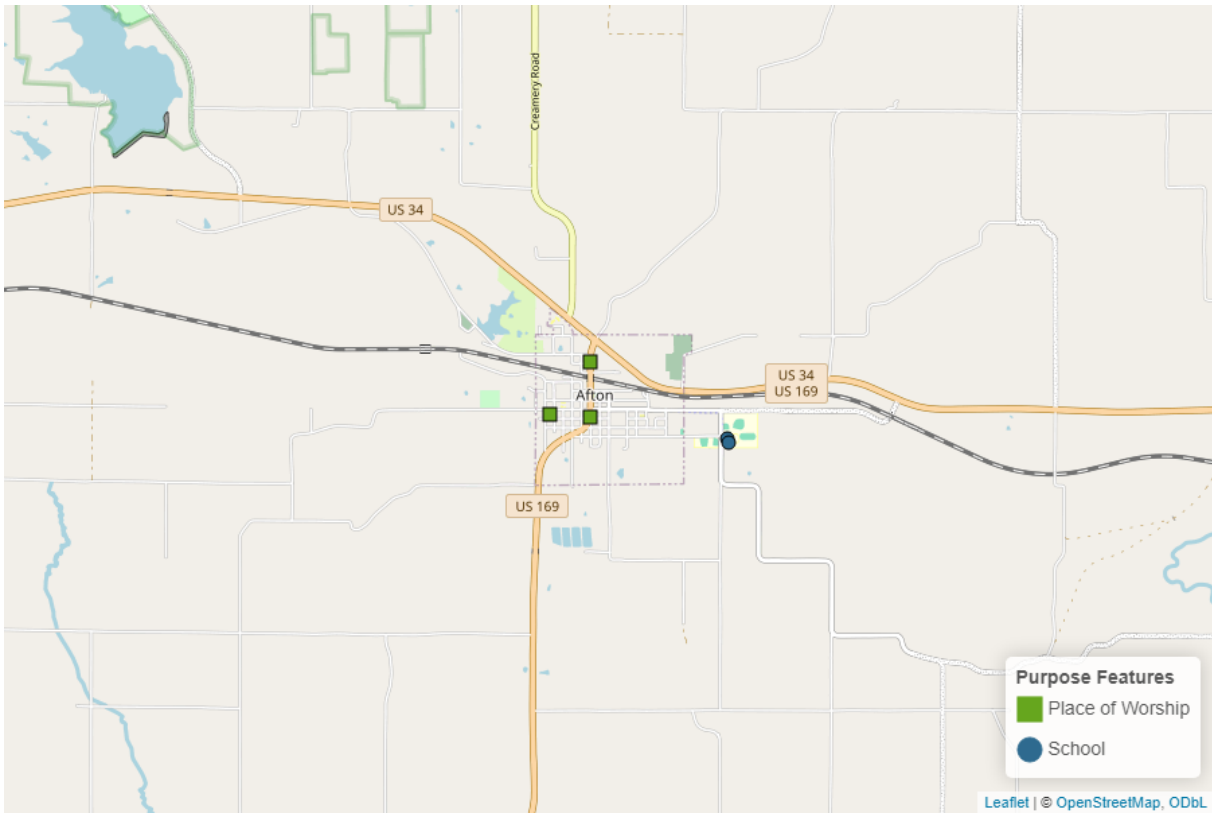 Creamery Road
US 34
US 34
US 169
Afton
US 169
Purpose Features
Place of Worship
School
Leaflet | © OpenStreetMap, ODbL